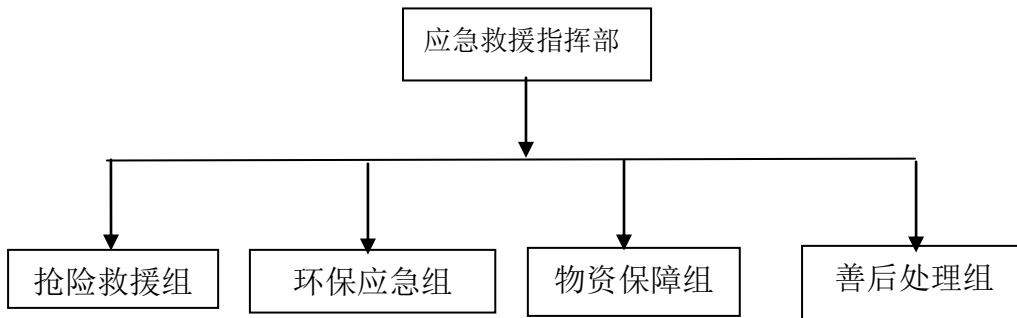 应急救援指挥部
抢险救援组
环保应急组
物资保障组
善后处理组